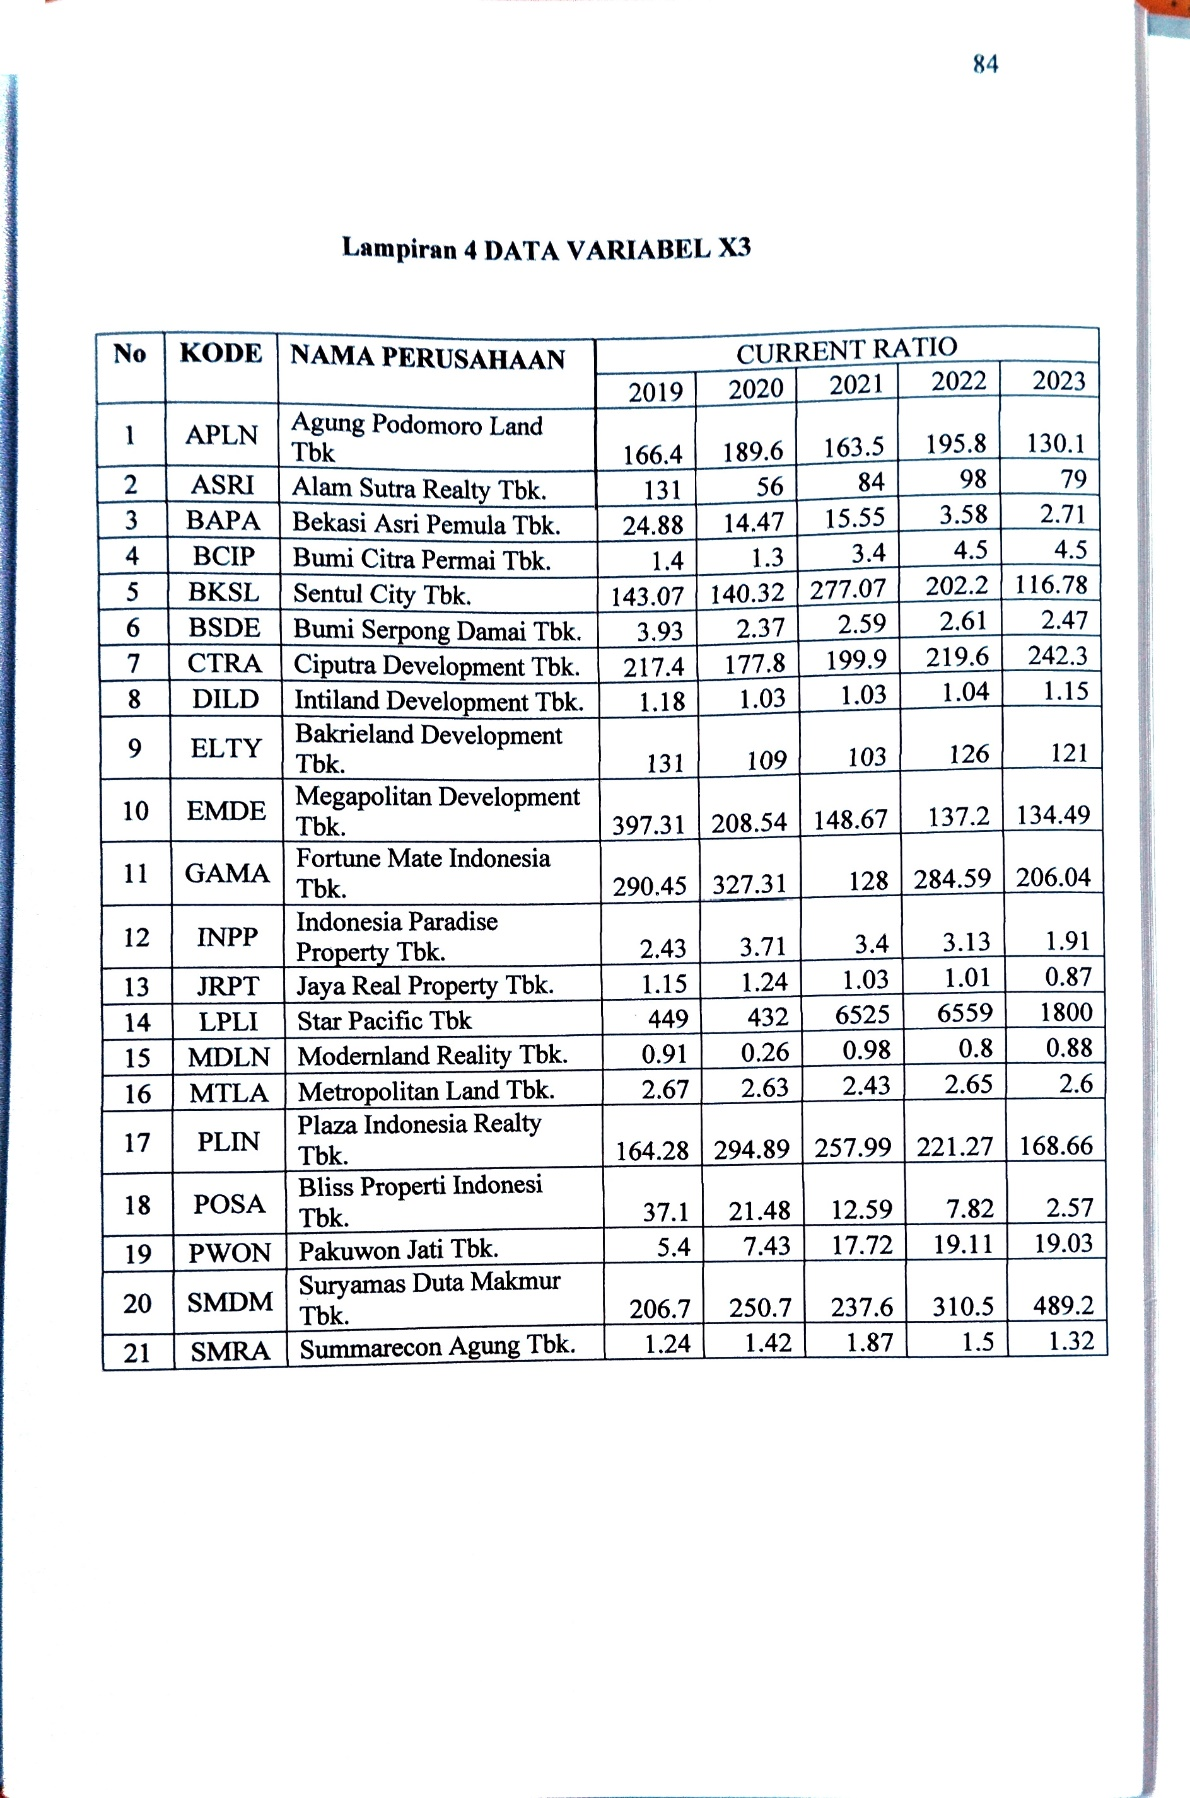 84
Lampiran 4 DATA VARIABEL X3
No KODE NAMA PERUSAHAAN CURRENT RATIO
2019 2020 2021 2022 2023
1 APLN Agung Podomoro Land
Tbk 166.4 189.6 163.5 195.8 130.1
2 ASRI Alam Sutra Realty Tbk. 131 56 84 98 79
3 BAPA Bekasi Asri Pemula Tbk. 24.88 14.47 15.55 3.58 2.71
4 BCIP Bumi Citra Permai Tbk. 1.4 1.3 3.4 4.5 4.5
5 BKSL Sentul City Tbk. 143.07 140.32 277.07 202.2 116.78
6 BSDE Bumi Serpong Damai Tbk. 3.93 2.37 2.59 2.61 2.47
7 CTRA Ciputra Development Tbk. 217.4 177.8 199.9 219.6 242.3
8 DILD Intiland Development Tbk. 1.18 1.03 1.03 1.04 1.15
9 ELTY Bakrieland Development
Tbk. 131 109 103 126 121
10 EMDE Megapolitan Development
Tbk. 397.31 208.54 148.67 137.2 134.49
11 GAMA Fortune Mate Indonesia
Tbk. 290.45 327.31 128 284.59 206.04
12 INPP Indonesia Paradise
Property Tbk. 2.43 3.71 3.4 3.13 1.91
13 JRPT Jaya Real Property Tbk. 1.15 1.24 1.03 1.01 0.87
14 LPLI Star Pacific Tbk 449 432 6525 6559 1800
15 MDLN Modernland Reality Tbk. 0.91 0.26 0.98 0.8 0.88
16 MTLA Metropolitan Land Tbk. 2.67 2.63 2.43 2.65 2.6
17 PLIN Plaza Indonesia Realty
Tbk. 164.28 294.89 257.99 221.27 168.66
18 POSA Bliss Properti Indonesi
Tbk. 37.1 21.48 12.59 7.82 2.57
19 PWON Pakuwon Jati Tbk. 5.4 7.43 17.72 19.11 19.03
20 SMDM Suryamas Duta Makmur
Tbk. 206.7 250.7 237.6 310.5 489.2
21 SMRA Summarecon Agung Tbk. 1.24 1.42 1.87 1.5 1.32